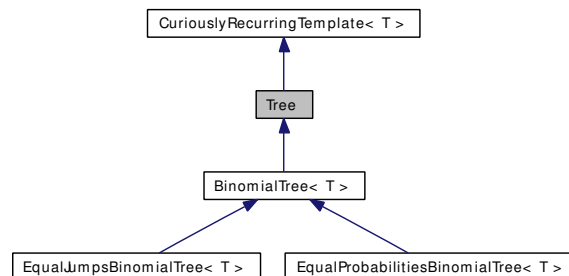 CuriouslyRecurringTemplate< T >
Tree
BinomialTree< T >
EqualJumpsBinomialTree< T >
EqualProbabilitiesBinomialTree< T >